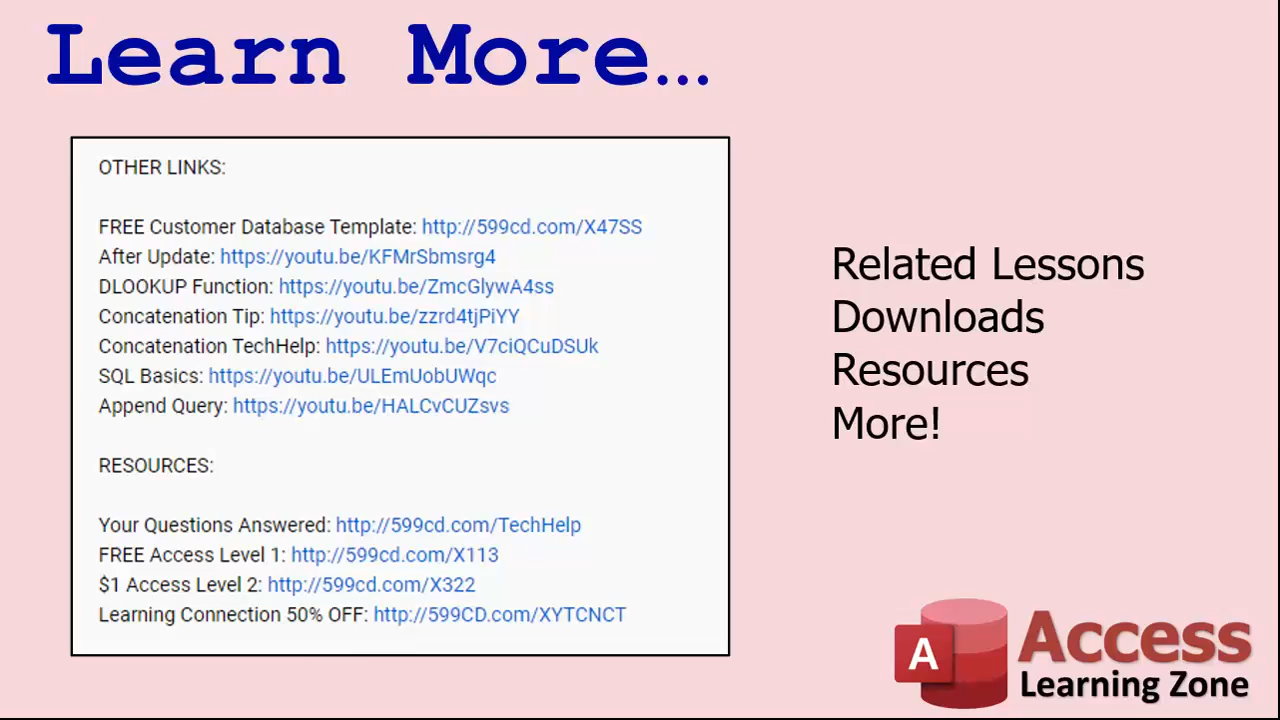 Learn More...
OTHER LINKS:
FREE Customer Database Template: http://599cd.com/X47SS
After Update: https://youtu.be/KFMrSbmsrg4
DLOOKUP Function: https://youtu.be/ZmcGlywA4ss
Concatenation Tip: https://youtu.be/zzrd4tjPiYY
Concatenation TechHelp: https://youtu.be/V7ciQCuDSUk
SQL Basics: https://youtu.be/ULEmUobUWqc
Append Query: https://youtu.be/HALCvCUZsvs
RESOURCES:
Your Questions Answered: http://599cd.com/TechHelp
FREE Access Level 1: http://599cd.com/X113
$1 Access Level 2: http://599cd.com/X322
Learning Connection 50% OFF: http://599CD.com/XYTCNCT
Related Lessons
Downloads
Resources
More!
A
Access
Learning Zone